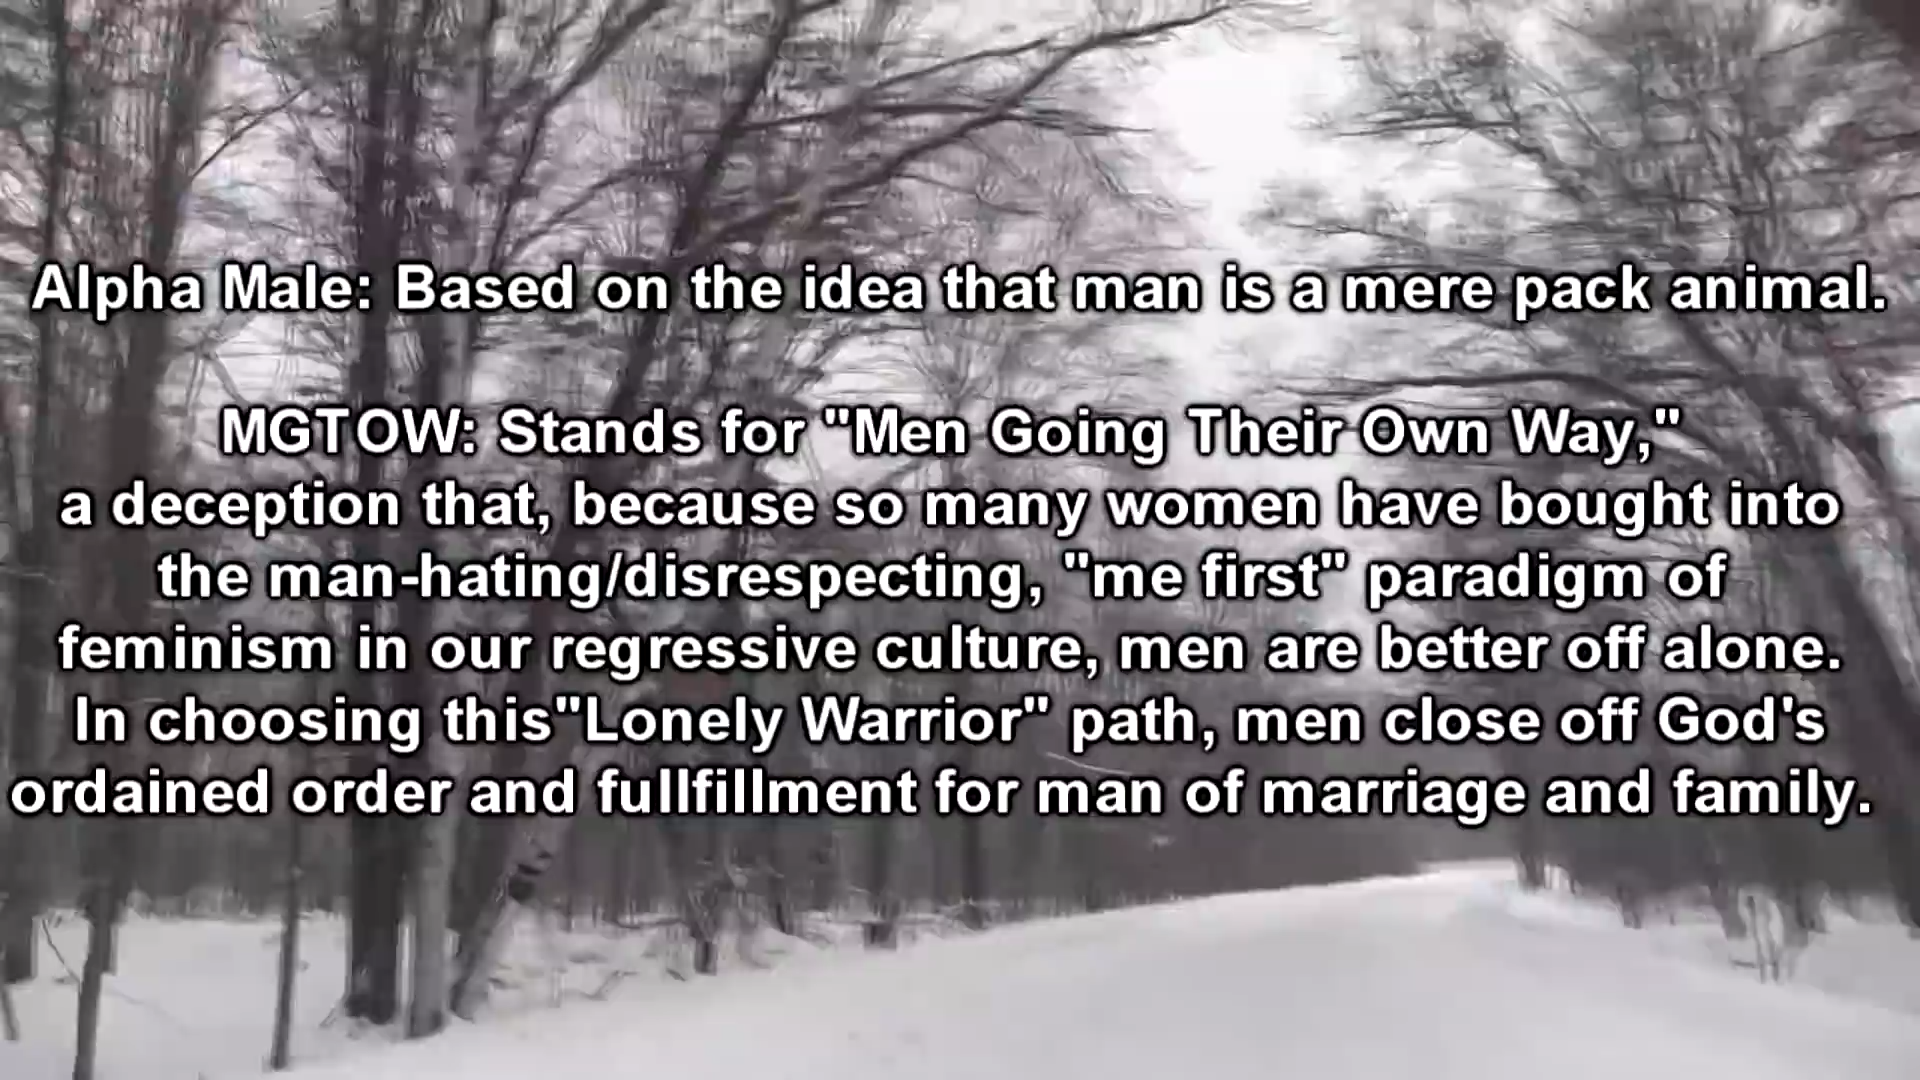 Alpha Male: Based on the idea that man is a mere pack animal.
MGTOW: Stands for "Men Going Their Own Way,"
a deception that, because so many women have bought into
the man-hating/disrespecting, "me first" paradigm of
feminism in our regressive culture, men are better off alone.
In choosing this"Lonely Warrior" path, men close off God's
ordained order and fullfillment for man of marriage and family.